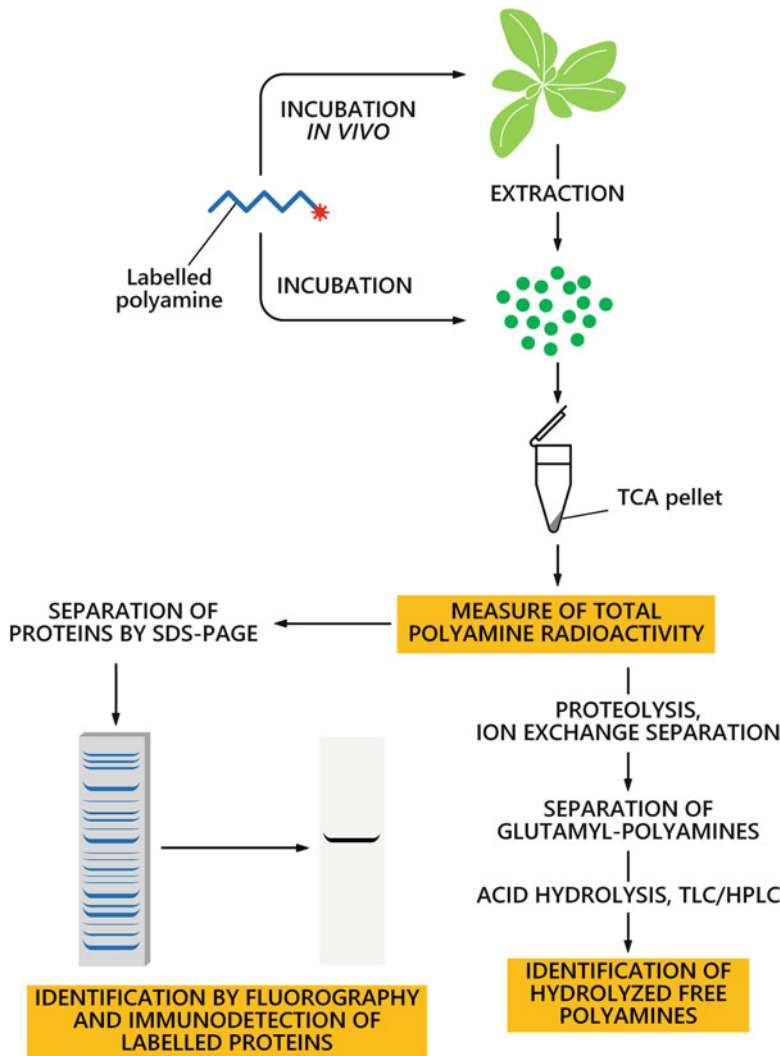 INCUBATION
IN VIVO
EXTRACTION
Labelled
polyamine
INCUBATION
TCA pellet
SEPARATION OF
PROTEINS BY SDS-PAGE
MEASURE OF TOTAL
POLYAMINE RADIOACTIVITY
PROTEOLYSIS,
ION EXCHANGE SEPARATION
SEPARATION OF
GLUTAMYL-POLYAMINES
ACID HYDROLYSIS, TLC/HPLC
IDENTIFICATION BY FLUOROGRAPHY
AND IMMUNODETECTION OF
LABELLED PROTEINS
IDENTIFICATION OF
HYDROLYZED FREE
POLYAMINES